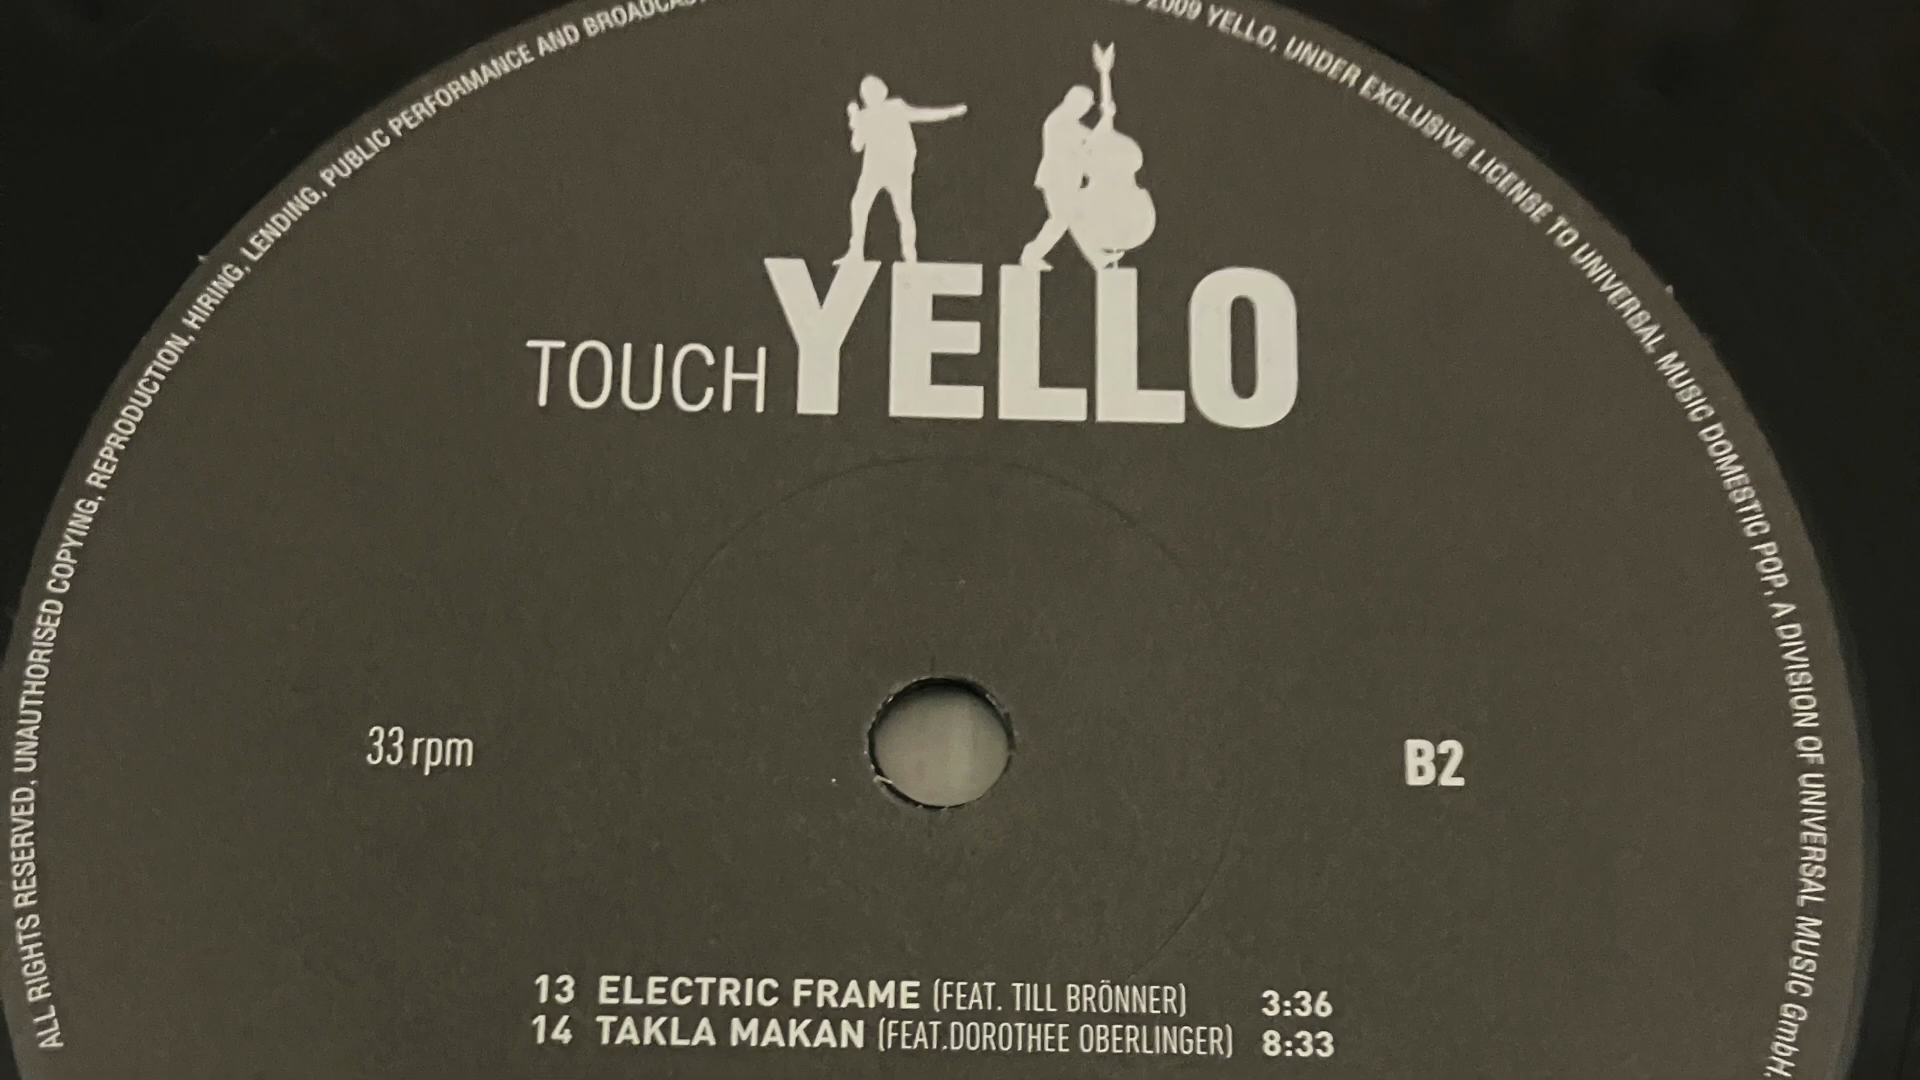 ALL RIGHTS RESERVED, UNAUTHORISED COPYING, REPRODUCTION, HIRING, LENDING, PUBLIC PERFORMANCE AND
2009 YELLO, UNDER EXCLUSIVE LICENSE TO UNIVERSAL MUSIC DOMESTIC POP, A DIVISION OF UNIVERSAL MUSIC GmbH,
TOUCH YELLO
33 rpm
B2
13 ELECTRIC FRAME (FEAT. TILL BRÖNNER) 3:36
14 TAKLA MAKAN (FEAT.DOROTHEE OBERLINGER) 8:33